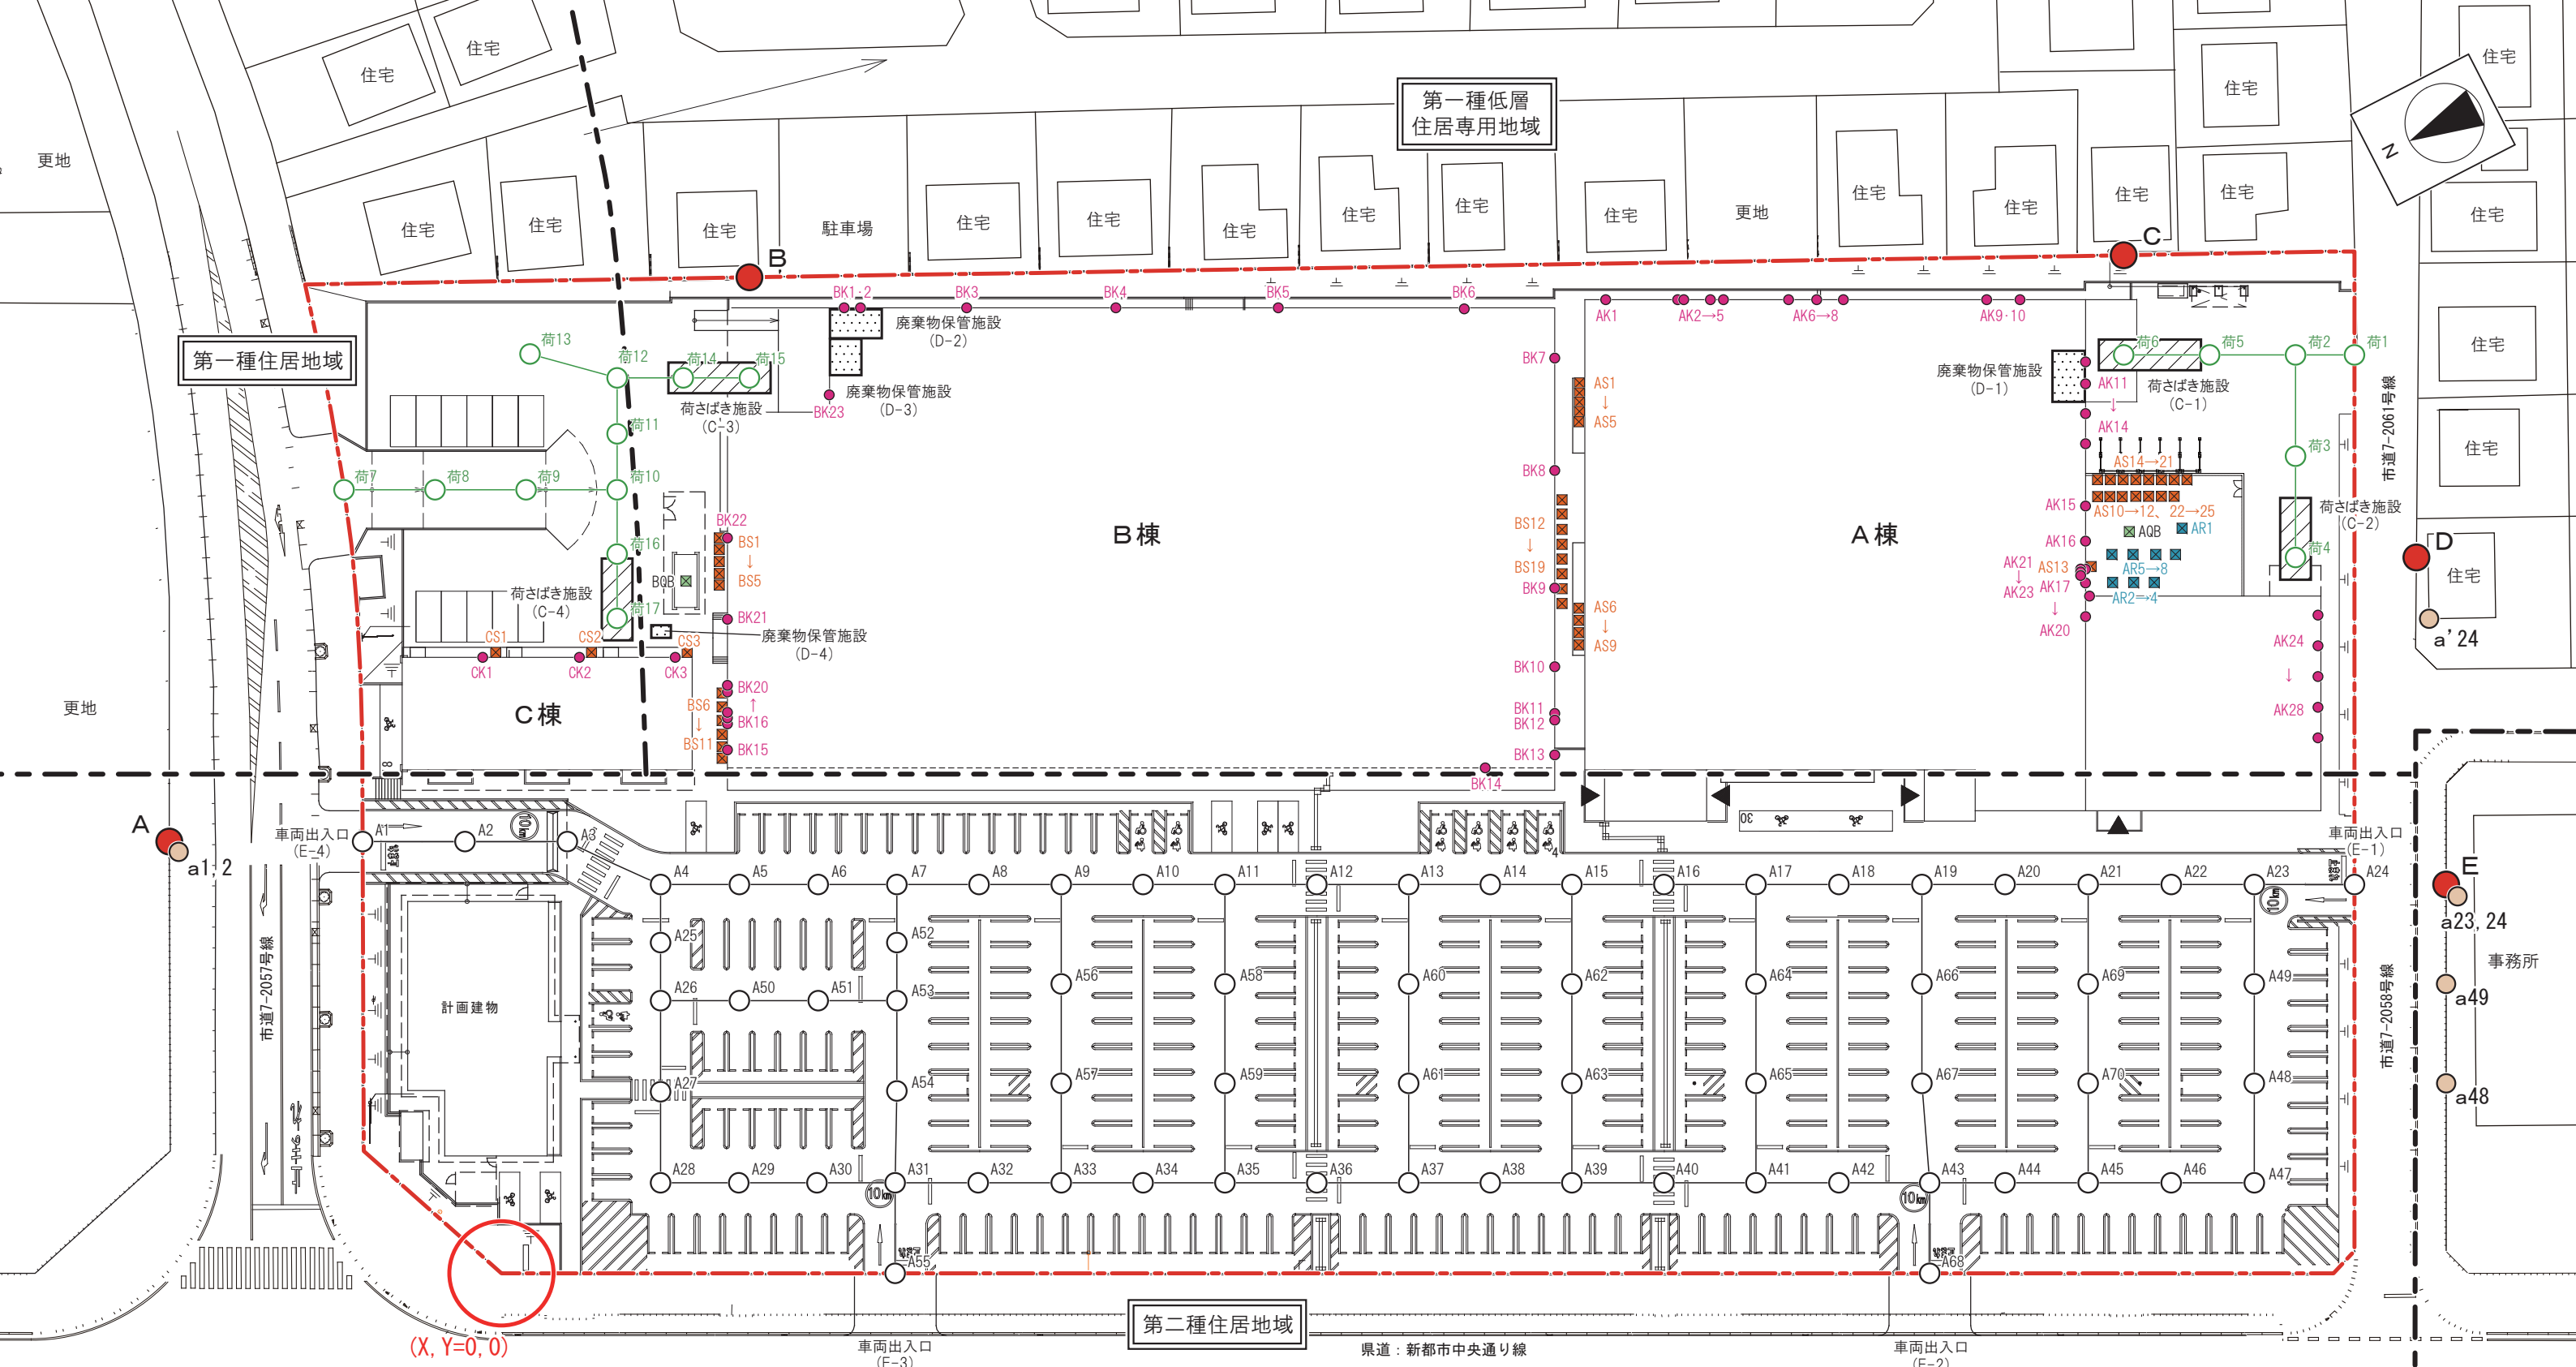 住宅
住宅
住宅
住宅
更地
第一種低層
住居専用地域
N
住宅
住宅
住宅
駐車場
住宅
住宅
住宅
住宅
住宅
住宅
更地
住宅
住宅
住宅
住宅
住宅
B
C
第一種住居地域
BK1·2
BK3
BK4
BK5
BK6
AK1
AK2→5
AK6→8
AK9·10
廃棄物保管施設
(D-2)
荷13
荷12
荷14
荷15
荷さばき施設
(C-3)
廃棄物保管施設
(D-3)
BK23
BK7
AS1
↓
AS5
廃棄物保管施設
(D-1)
荷6
荷5
荷2
荷1
AK11
↓
AK14
荷さばき施設
(C-1)
市道7-2061号線
住宅
住宅
荷11
荷7
荷8
荷9
荷10
BK8
荷3
AS14→21
AS10→12、22→25
荷さばき施設
(C-2)
AK15
AQB
AR1
BK22
BS1
↓
BS5
B棟
A棟
BS12
↓
BS19
AK16
AK21
↓
AK23
AS13
AK17
↓
AK20
AR5→8
AR2→4
荷4
D
住宅
a'24
荷16
BQB
荷さばき施設
(C-4)
荷17
BK9
AS6
↓
AS9
BK21
廃棄物保管施設
(D-4)
CS1
CS2
CS3
CK1
CK2
CK3
AK24
↓
AK28
更地
C棟
BK20
↑
BK16
BK15
BS6
↓
BS11
BK10
BK11
BK12
BK13
BK14
8
30
4
A
a1,2
車両出入口
(E-4)
A1
A2
A3
10km
車両出入口
(E-1)
E
a23,24
A4
A5
A6
A7
A8
A9
A10
A11
A12
A13
A14
A15
A16
A17
A18
A19
A20
A21
A22
A23
A24
10km
A25
A52
事務所
市道7-2057号線
計画建物
A26
A50
A51
A53
A56
A58
A60
A62
A64
A66
A69
A49
a49
市道7-2058号線
A27
A54
A57
A59
A61
A63
A65
A67
A70
A48
a48
A28
A29
A30
A31
A32
A33
A34
A35
A36
A37
A38
A39
A40
A41
A42
A43
A44
A45
A46
A47
10km
10km
A55
A68
(X,Y=0,0)
第二種住居地域
車両出入口
(E-3)
県道：新都市中央通り線
車両出入口
(E-2)